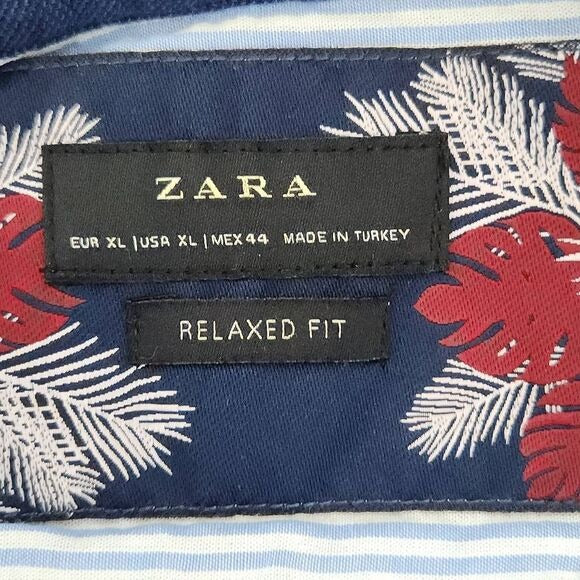 ZARA
EUR XL | USA XL | MEX 44 MADE IN TURKEY
RELAXED FIT